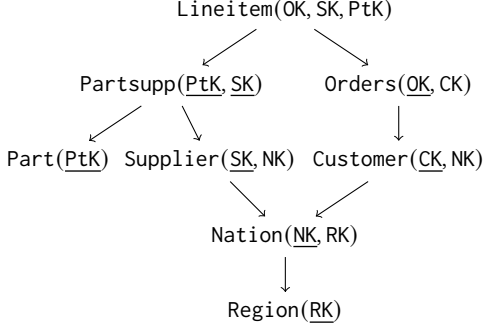 Lineitem(OK, SK, PtK)
Partsupp(PtK, SK) Orders(OK, CK)
Part(PtK) Supplier(SK, NK) Customer(CK, NK)
Nation(NK, RK)
Region(RK)